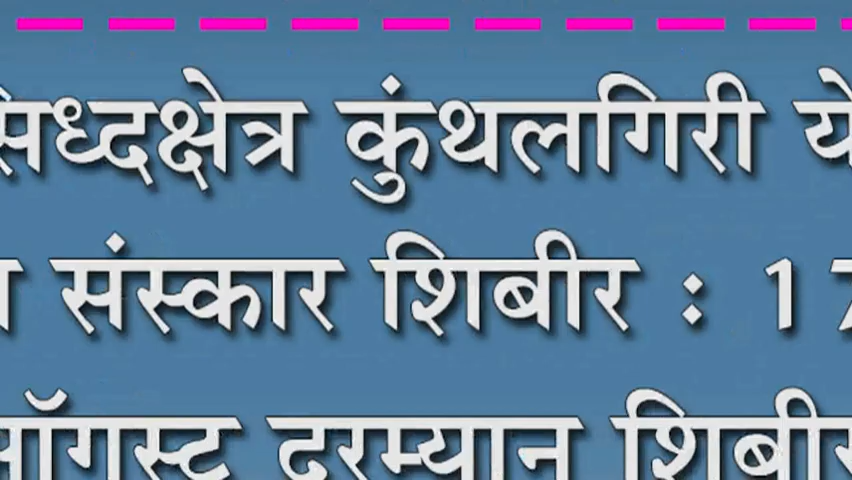 सिध्दक्षेत्र कुंथलगिरी ये
संस्कार शिबीर : 1
ऑगस्ट दरम्यान शिबीर